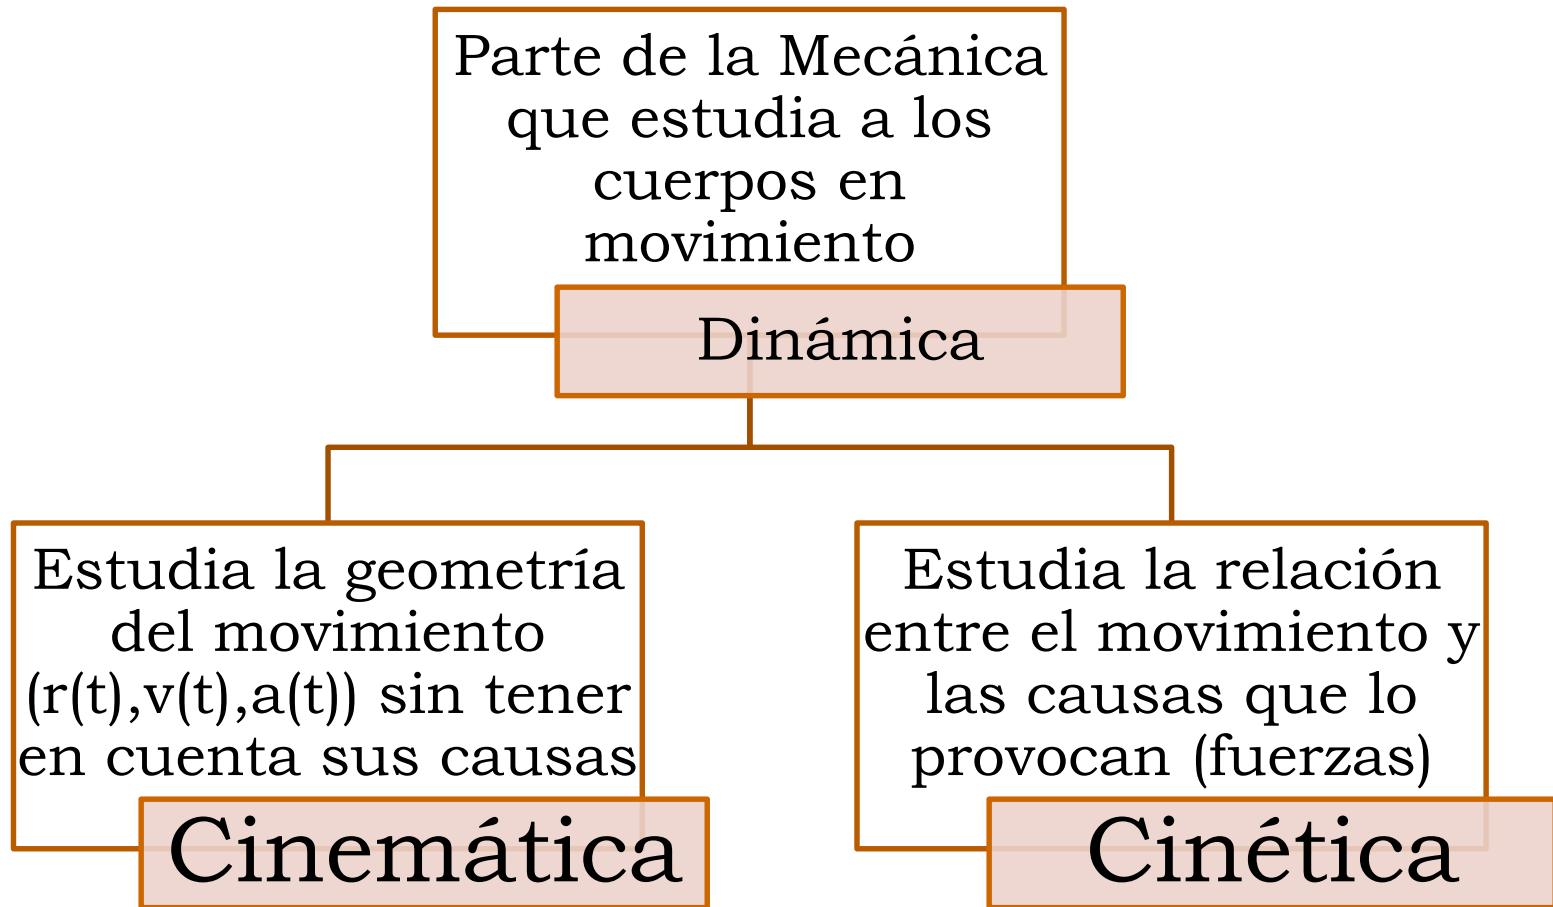 Parte de la Mecánica
que estudia a los
cuerpos en
movimiento
Dinámica
Estudia la geometría
del movimiento
(r(t),v(t),a(t)) sin tener
en cuenta sus causas
Cinemática
Estudia la relación
entre el movimiento y
las causas que lo
provocan (fuerzas)
Cinética